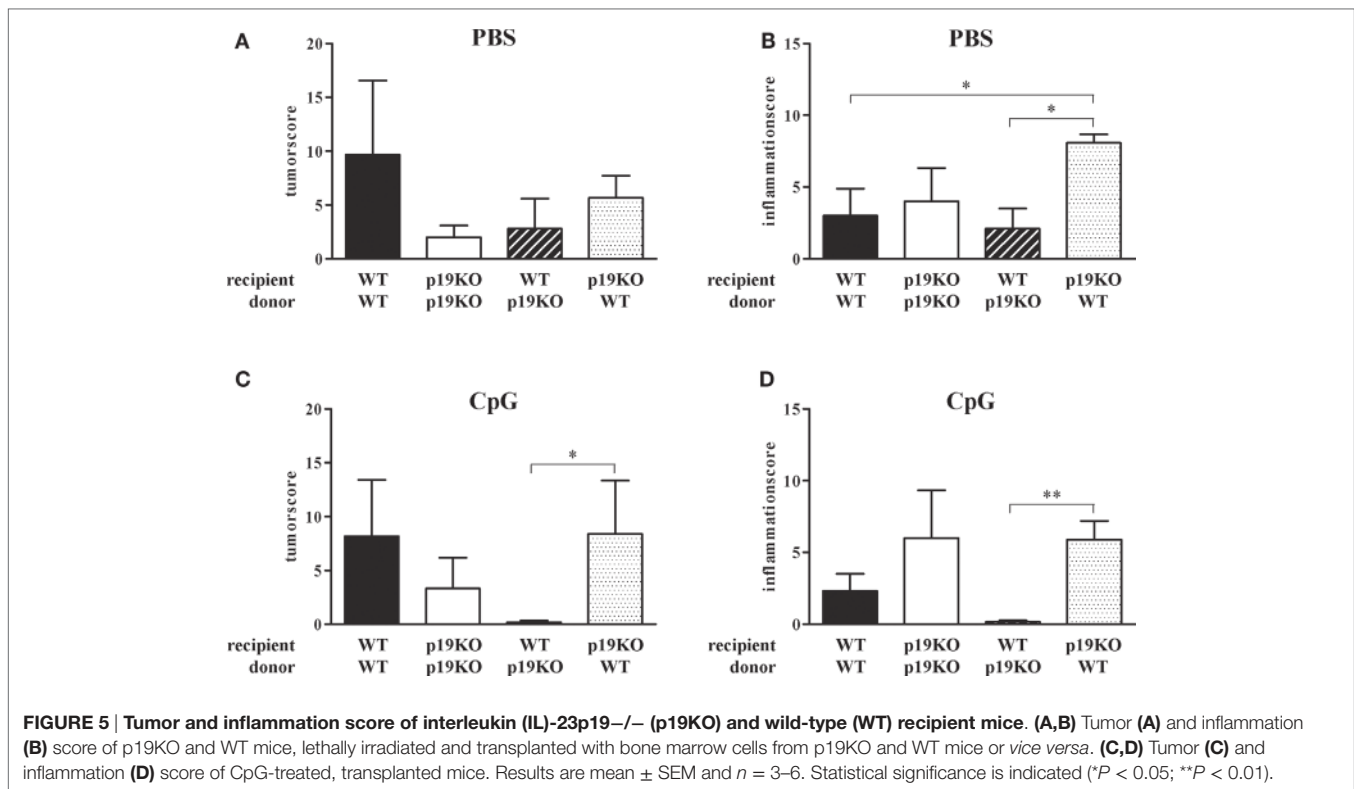 A
PBS
20
15
10
5
0
tumorscore
recipient WT p19KO WT p19KO
donor WT p19KO p19KO WT
B
PBS
15
10
5
0
inflammationscore
*
*
recipient WT p19KO WT p19KO
donor WT p19KO p19KO WT
C
CpG
20
15
10
5
0
tumorscore
*
recipient WT p19KO WT p19KO
donor WT p19KO p19KO WT
D
CpG
15
10
5
0
inflammationscore
**
recipient WT p19KO WT p19KO
donor WT p19KO p19KO WT
FIGURE 5 | Tumor and inflammation score of interleukin (IL)-23p19−/− (p19KO) and wild-type (WT) recipient mice. (A,B) Tumor (A) and inflammation
(B) score of p19KO and WT mice, lethally irradiated and transplanted with bone marrow cells from p19KO and WT mice or vice versa. (C,D) Tumor (C) and
inflammation (D) score of CpG-treated, transplanted mice. Results are mean ± SEM and n = 3–6. Statistical significance is indicated (*P < 0.05; **P < 0.01).